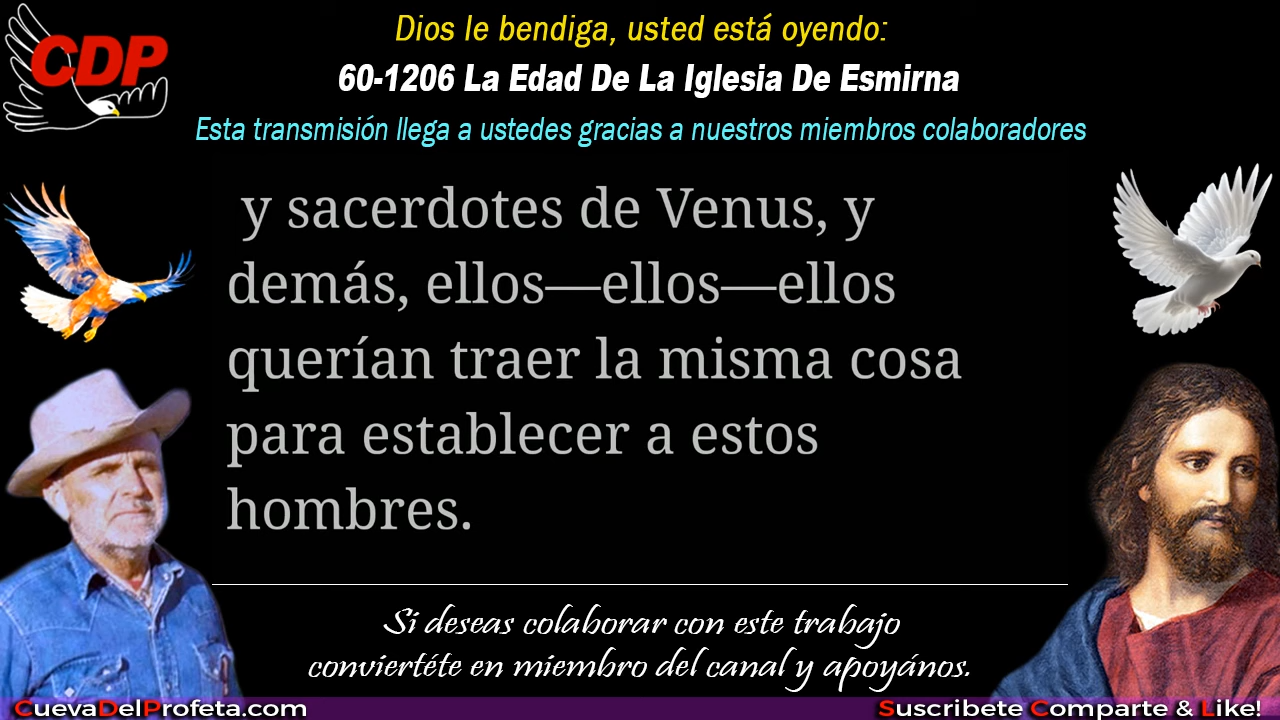 CDP
Dios le bendiga, usted está oyendo:
60-1206 La Edad De La Iglesia De Esmirna
Esta transmisión llega a ustedes gracias a nuestros miembros colaboradores
y sacerdotes de Venus, y
demás, ellos—ellos—ellos
querían traer la misma cosa
para establecer a estos
hombres.
Si deseas colaborar con este trabajo
conviertéte en miembro del canal y apoyános.
CuevaDelProfeta.com
Suscribete Comparte & Like!